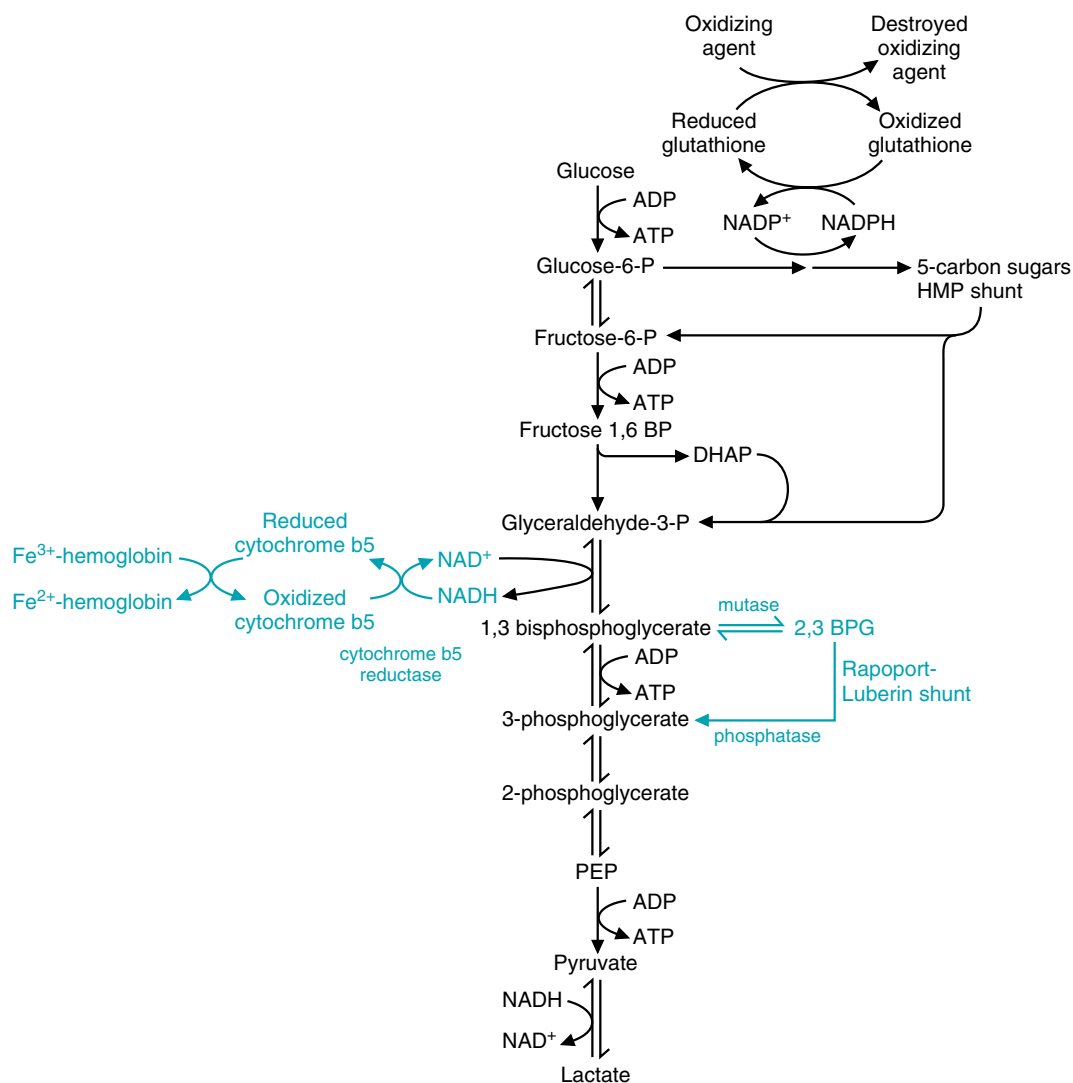 Oxidizing
agent
Destroyed
oxidizing
agent
Reduced
glutathione
Oxidized
glutathione
Glucose
ADP
ATP
NADP⁺
NADPH
Glucose-6-P
5-carbon sugars
HMP shunt
Fructose-6-P
ADP
ATP
Fructose 1,6 BP
DHAP
Glyceraldehyde-3-P
Reduced
cytochrome b5
Fe³⁺-hemoglobin
NAD⁺
Fe²⁺-hemoglobin
Oxidized
cytochrome b5
NADH
cytochrome b5
reductase
1,3 bisphosphoglycerate
mutase
2,3 BPG
ADP
ATP
Rapoport-
Luberin shunt
3-phosphoglycerate
phosphatase
2-phosphoglycerate
PEP
ADP
ATP
Pyruvate
NADH
NAD⁺
Lactate